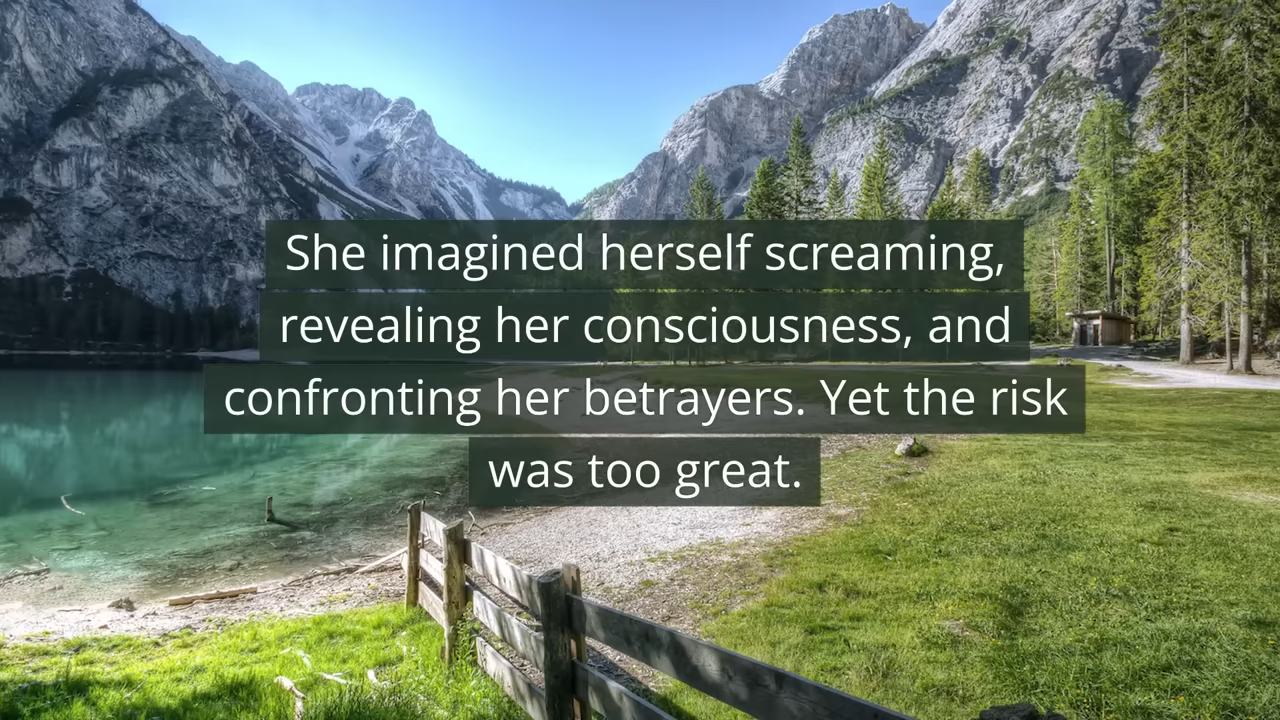 She imagined herself screaming,
revealing her consciousness, and
confronting her betrayers. Yet the risk
was too great.